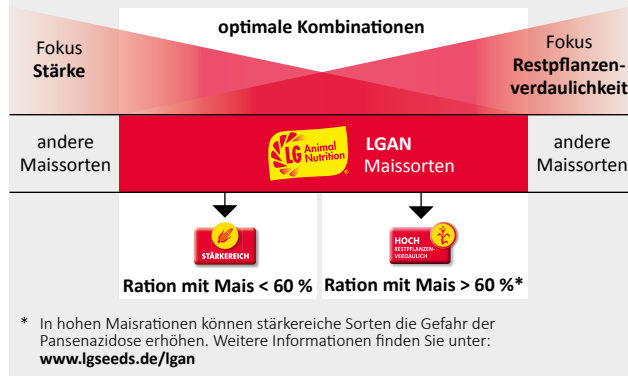 optimale Kombinationen
Fokus
Stärke
Fokus
Restpflanzen-
verdaulichkeit
andere
Maissorten
LG Animal
Nutrition
®
LGAN
Maissorten
andere
Maissorten
STÄRKEREICH
HOCH
RESTPFLANZEN-
VERDAULICH
Ration mit Mais < 60 %
Ration mit Mais > 60 %*
* In hohen Maisrationen können stärkereiche Sorten die Gefahr der
Pansenazidose erhöhen. Weitere Informationen finden Sie unter:
www.lgseeds.de/lgan